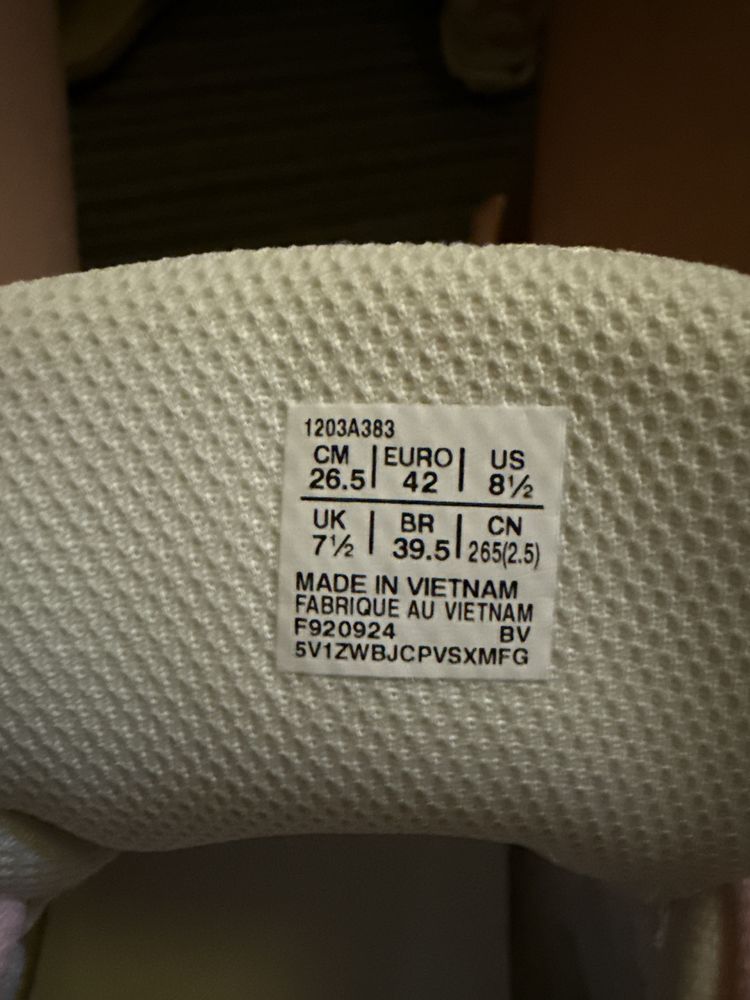 1203A383
CM | EURO | US
26.5 | 42 | 8½
UK | BR | CN
7½ | 39.5 | 265(2.5)
MADE IN VIETNAM
FABRIQUE AU VIETNAM
F920924 BV
5V1ZWBJCPVSXMFG